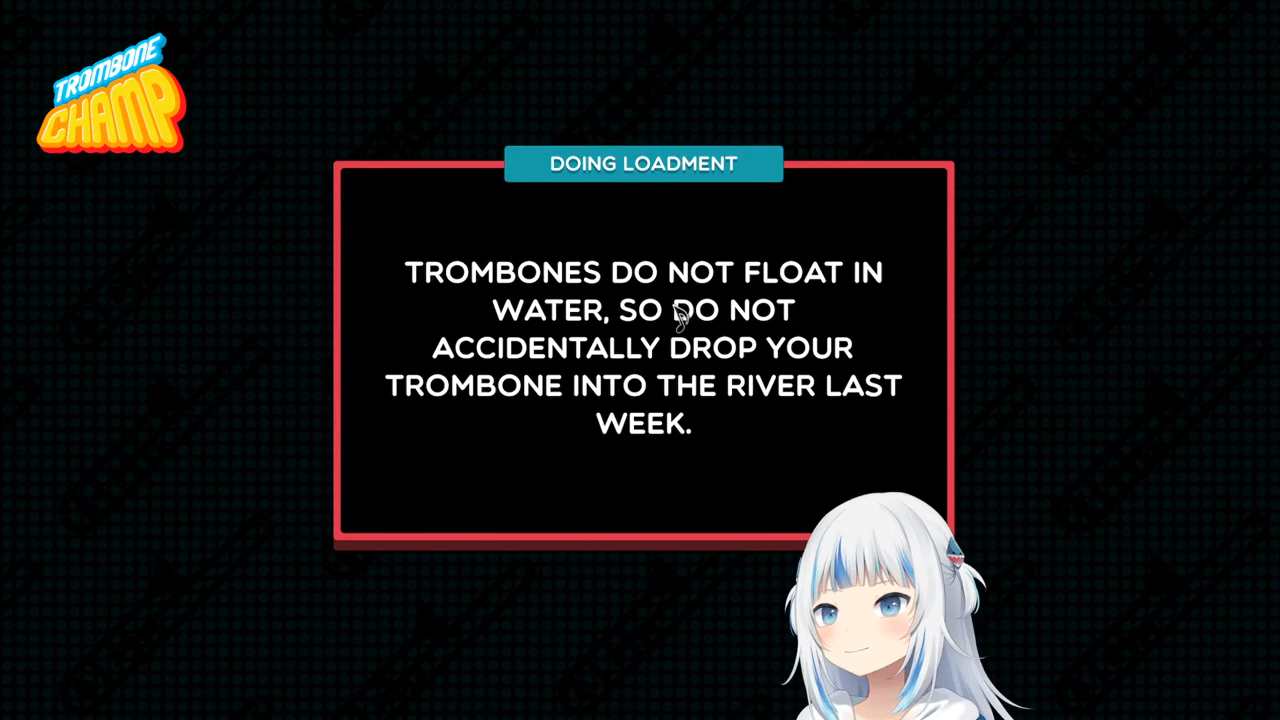 TROMBONE
CHAMP
DOING LOADMENT
TROMBONES DO NOT FLOAT IN
WATER, SO DO NOT
ACCIDENTALLY DROP YOUR
TROMBONE INTO THE RIVER LAST
WEEK.